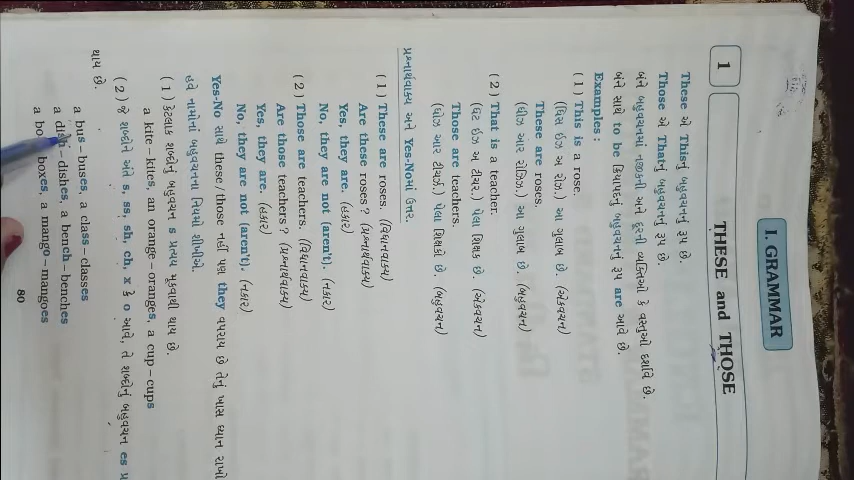 I. GRAMMAR
1
THESE and THOSE
These એ Thisનું બહુવચનનું રૂપ છે.
Those એ Thatનું બહુવચનનું રૂપ છે.
બંને બહુવચનમાં નજીકની અને દૂરની વ્યક્તિઓ કે વસ્તુઓ દર્શાવે છે.
બંને સાથે to be ક્રિયાપદનું બહુવચનનું રૂપ are આવે છે.
Examples :
(1) This is a rose.
(ધિસ ઇઝ અ રોઝ.) આ ગુલાબ છે. (એકવચન)
These are roses.
(ધીઝ આર રોઝિઝ.) આ ગુલાબ છે. (બહુવચન)
(2) That is a teacher.
(ધૅટ ઇઝ અ ટીચર.) પેલા શિક્ષક છે. (એકવચન)
Those are teachers.
(ધોઝ આર ટીચર્ઝ.) પેલા શિક્ષકો છે. (બહુવચન)
પ્રશ્નાર્થવાક્ય અને Yes-Noમાં ઉત્તર
(1) These are roses. (વિધાનવાક્ય)
Are these roses ? (પ્રશ્નાર્થવાક્ય)
Yes, they are. (હકાર)
No, they are not (aren't). (નકાર)
(2) Those are teachers. (વિધાનવાક્ય)
Are those teachers ? (પ્રશ્નાર્થવાક્ય)
Yes, they are. (હકાર)
No, they are not (aren't). (નકાર)
Yes-No સાથે these / those નહીં પણ they વપરાય છે તેનું ખાસ ધ્યાન રાખો
હવે નામોનાં બહુવચનના નિયમો શીખીએ.
(1) કેટલાક શબ્દોનું બહુવચન s પ્રત્યય મૂકવાથી થાય છે.
a kite – kites, an orange – oranges, a cup – cups
(2) જે શબ્દોને અંતે s, ss, sh, ch, x કે o આવે, તે શબ્દોનું બહુવચન es
થાય છે.
a bus – buses, a class – classes
a dish – dishes, a bench – benches
a boxes, a mango – mangoes
80